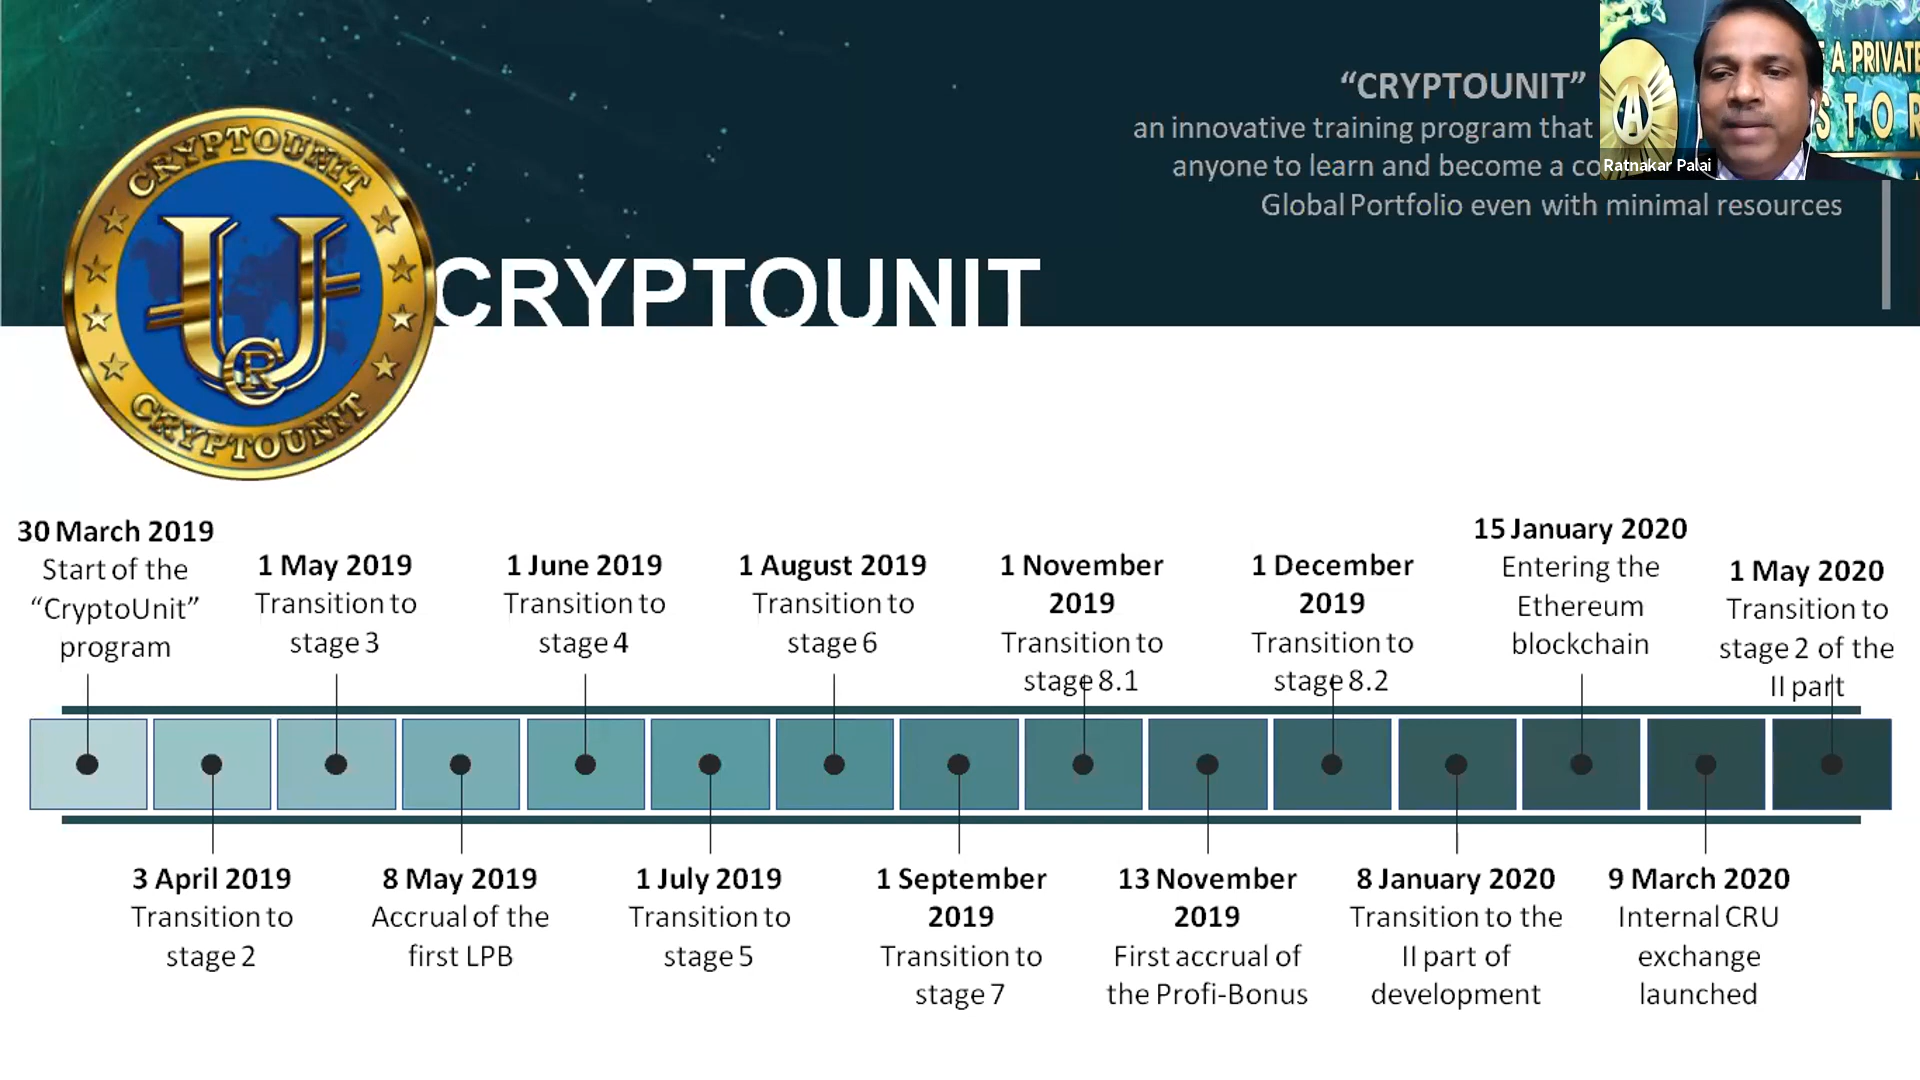 “CRYPTOUNIT”
an innovative training program that
anyone to learn and become a
Global Portfolio even with minimal resources
A PRIVATE
Ratnakar Palai
CRYPTOUNIT
U
CR
CRYPTOUNIT
CRYPTOUNIT
30 March 2019
Start of the
“CryptoUnit”
program
1 May 2019
Transition to
stage 3
1 June 2019
Transition to
stage 4
1 August 2019
Transition to
stage 6
1 November
2019
Transition to
stage 8.1
1 December
2019
Transition to
stage 8.2
15 January 2020
Entering the
Ethereum
blockchain
1 May 2020
Transition to
stage 2 of the
II part
3 April 2019
Transition to
stage 2
8 May 2019
Accrual of the
first LPB
1 July 2019
Transition to
stage 5
1 September
2019
Transition to
stage 7
13 November
2019
First accrual of
the Profi-Bonus
8 January 2020
Transition to the
II part of
development
9 March 2020
Internal CRU
exchange
launched